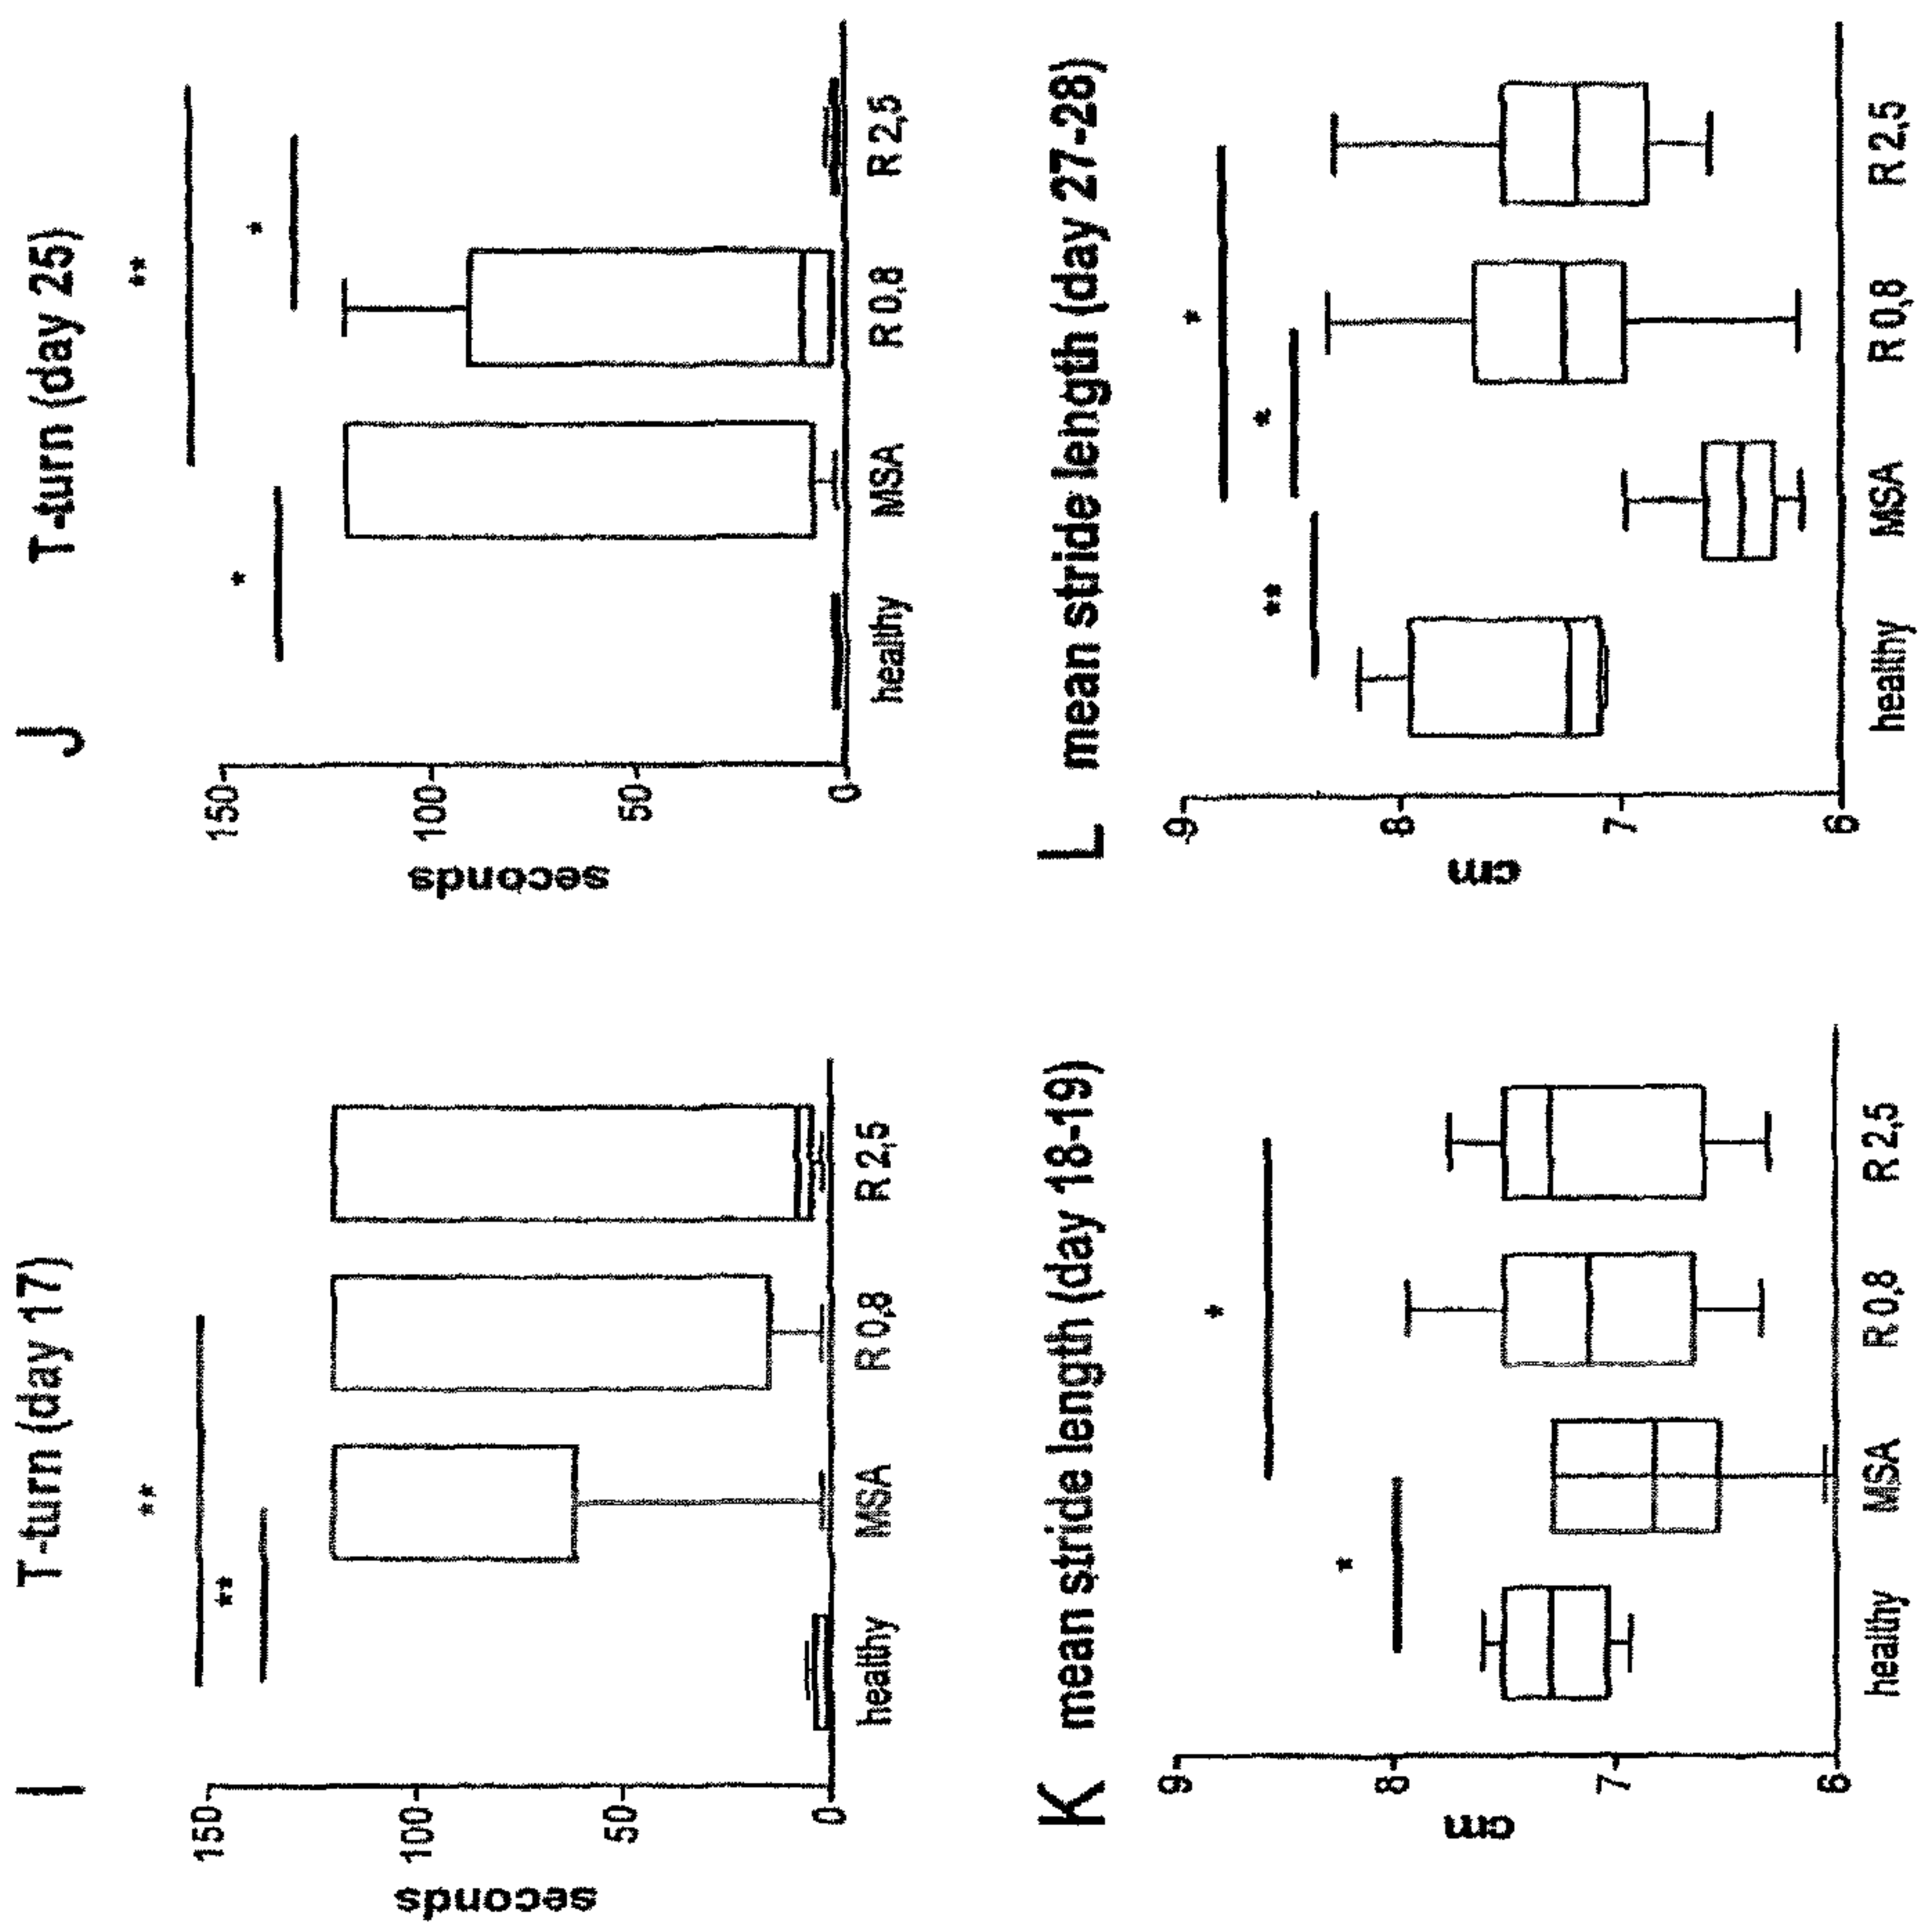 I T-turn (day 17)
**
**
150
100
50
0
seconds
healthy MSA R 0,8 R 2,5
J T-turn (day 25)
**
*
*
150
100
50
0
seconds
healthy MSA R 0,8 R 2,5
K mean stride length (day 18-19)
*
*
9
8
7
6
cm
healthy MSA R 0,8 R 2,5
L mean stride length (day 27-28)
*
*
**
9
8
7
6
cm
healthy MSA R 0,8 R 2,5